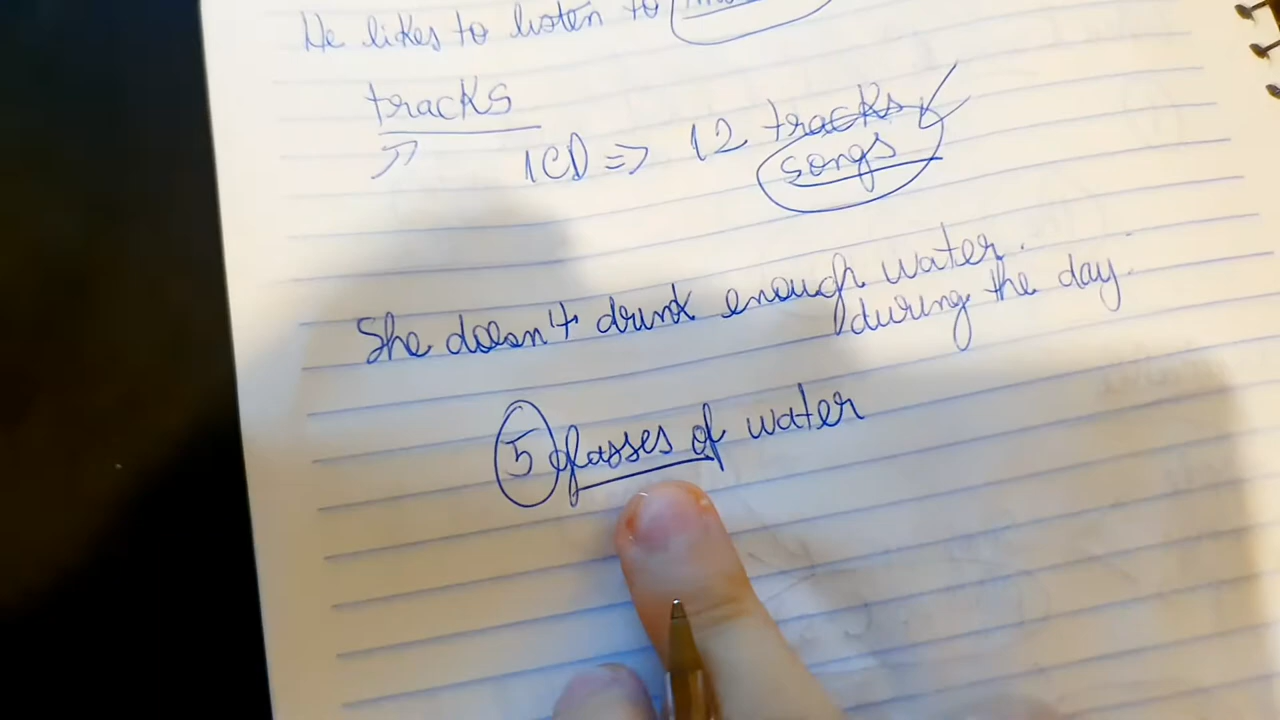 He likes to listen to
tracks
1CD => 12 tracks
songs
She doesn't drink enough water.
during the day.
5 glasses of water